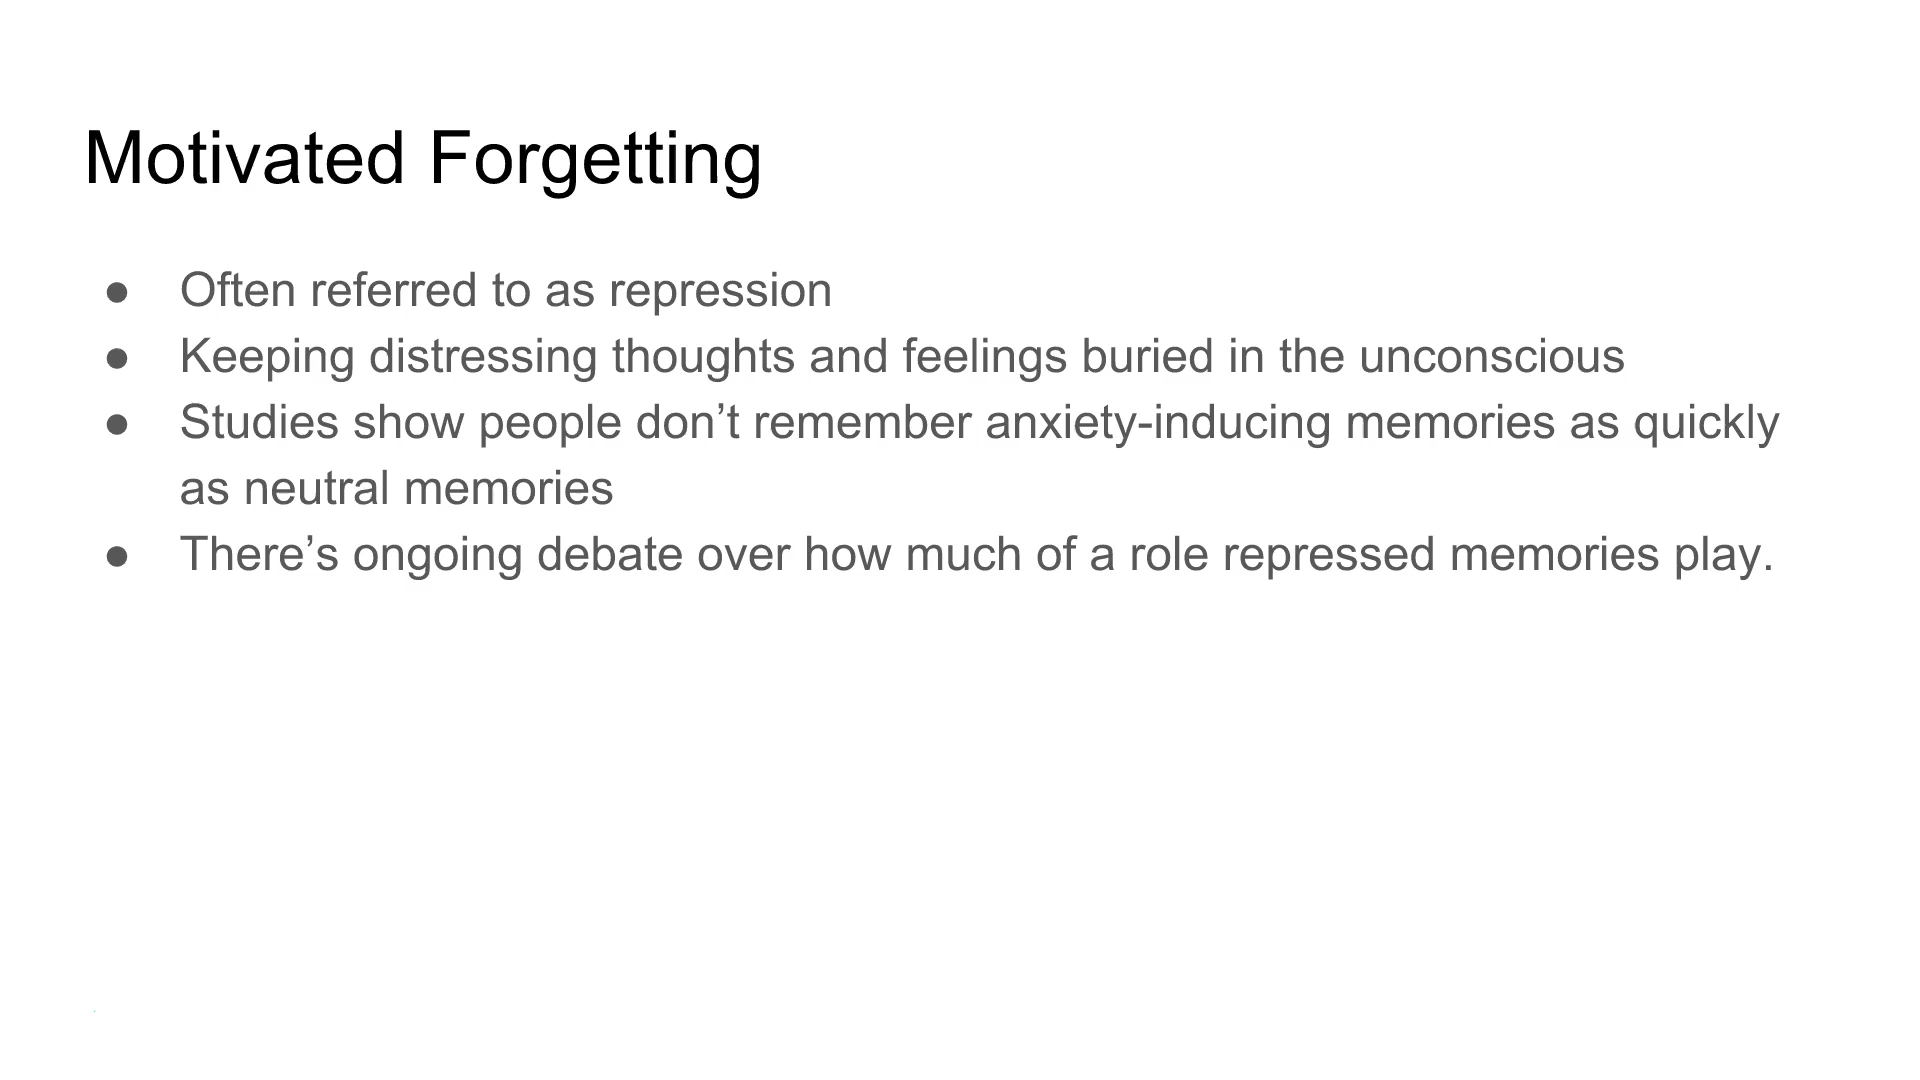 Motivated Forgetting
● Often referred to as repression
● Keeping distressing thoughts and feelings buried in the unconscious
● Studies show people don’t remember anxiety-inducing memories as quickly
as neutral memories
● There’s ongoing debate over how much of a role repressed memories play.